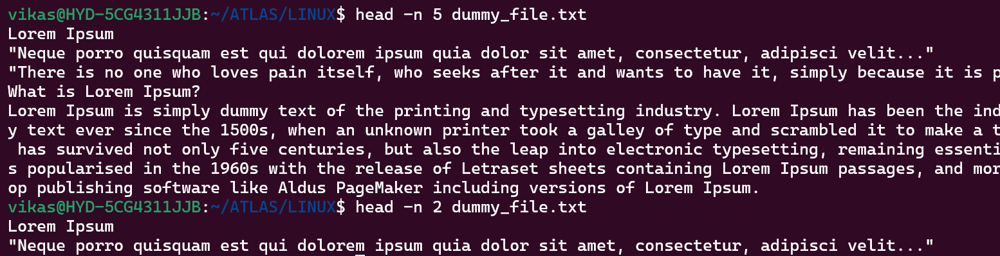 vikas@HYD-5CG4311JJB:~/ATLAS/LINUX$ head -n 5 dummy_file.txt
Lorem Ipsum
"Neque porro quisquam est qui dolorem ipsum quia dolor sit amet, consectetur, adipisci velit..."
"There is no one who loves pain itself, who seeks after it and wants to have it, simply because it is p
What is Lorem Ipsum?
Lorem Ipsum is simply dummy text of the printing and typesetting industry. Lorem Ipsum has been the ind
y text ever since the 1500s, when an unknown printer took a galley of type and scrambled it to make a t
 has survived not only five centuries, but also the leap into electronic typesetting, remaining essenti
s popularised in the 1960s with the release of Letraset sheets containing Lorem Ipsum passages, and mor
op publishing software like Aldus PageMaker including versions of Lorem Ipsum.
vikas@HYD-5CG4311JJB:~/ATLAS/LINUX$ head -n 2 dummy_file.txt
Lorem Ipsum
"Neque porro quisquam est qui dolorem ipsum quia dolor sit amet, consectetur, adipisci velit..."